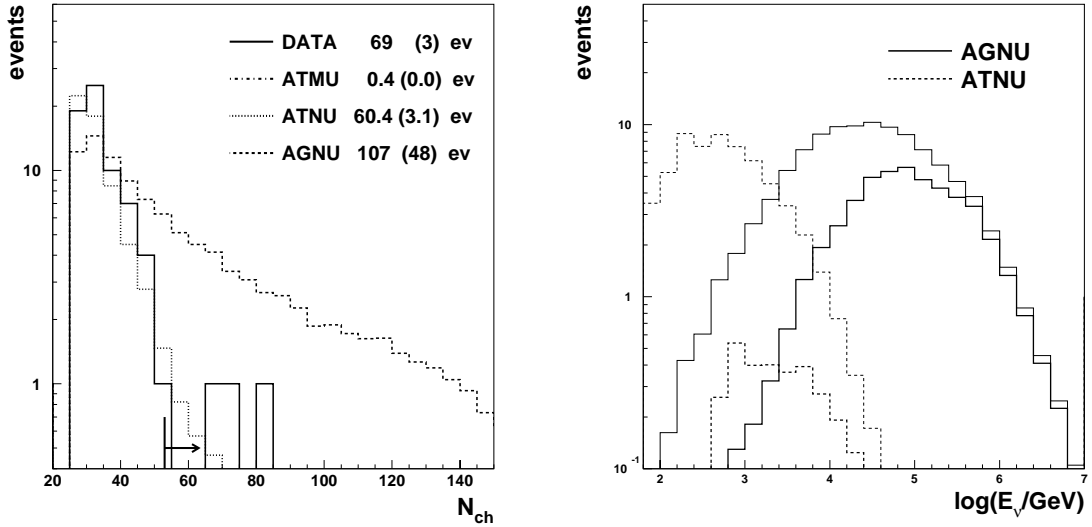 events
10
1
DATA 69 (3) ev
ATMU 0.4 (0.0) ev
ATNU 60.4 (3.1) ev
AGNU 107 (48) ev
20 40 60 80 100 120 140
N_ch
events
10
1
10^-1
AGNU
ATNU
2 3 4 5 6 7
log(E_ν/GeV)